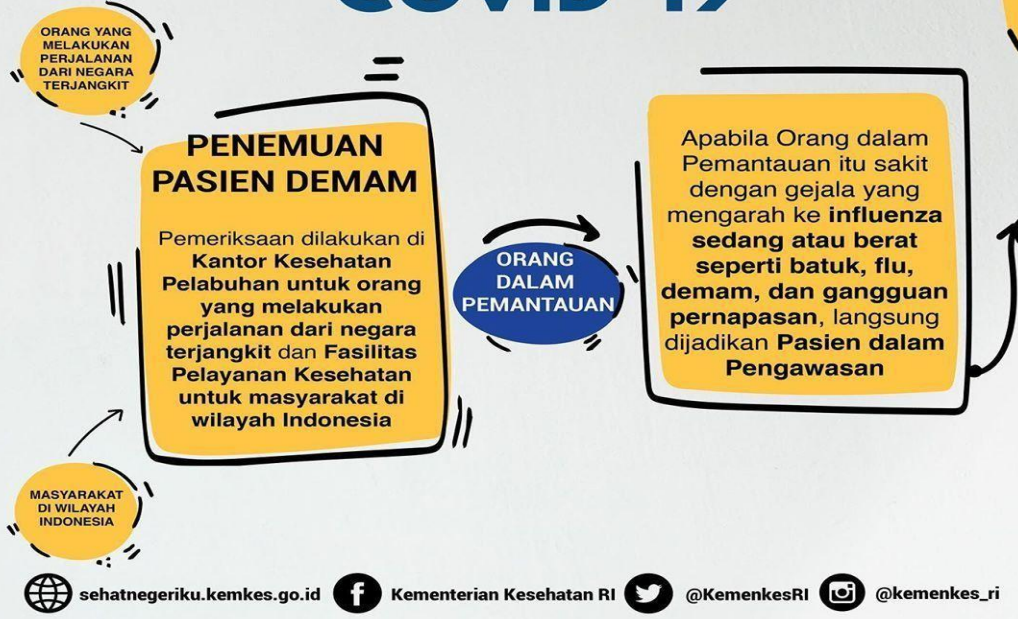 COVID-19
ORANG YANG
MELAKUKAN
PERJALANAN
DARI NEGARA
TERJANGKIT
PENEMUAN
PASIEN DEMAM
Pemeriksaan dilakukan di
Kantor Kesehatan
Pelabuhan untuk orang
yang melakukan
perjalanan dari negara
terjangkit dan Fasilitas
Pelayanan Kesehatan
untuk masyarakat di
wilayah Indonesia
MASYARAKAT
DI WILAYAH
INDONESIA
ORANG
DALAM
PEMANTAUAN
Apabila Orang dalam
Pemantauan itu sakit
dengan gejala yang
mengarah ke influenza
sedang atau berat
seperti batuk, flu,
demam, dan gangguan
pernapasan, langsung
dijadikan Pasien dalam
Pengawasan
sehatnegeriku.kemkes.go.id Kementerian Kesehatan RI @KemenkesRI @kemenkes_ri